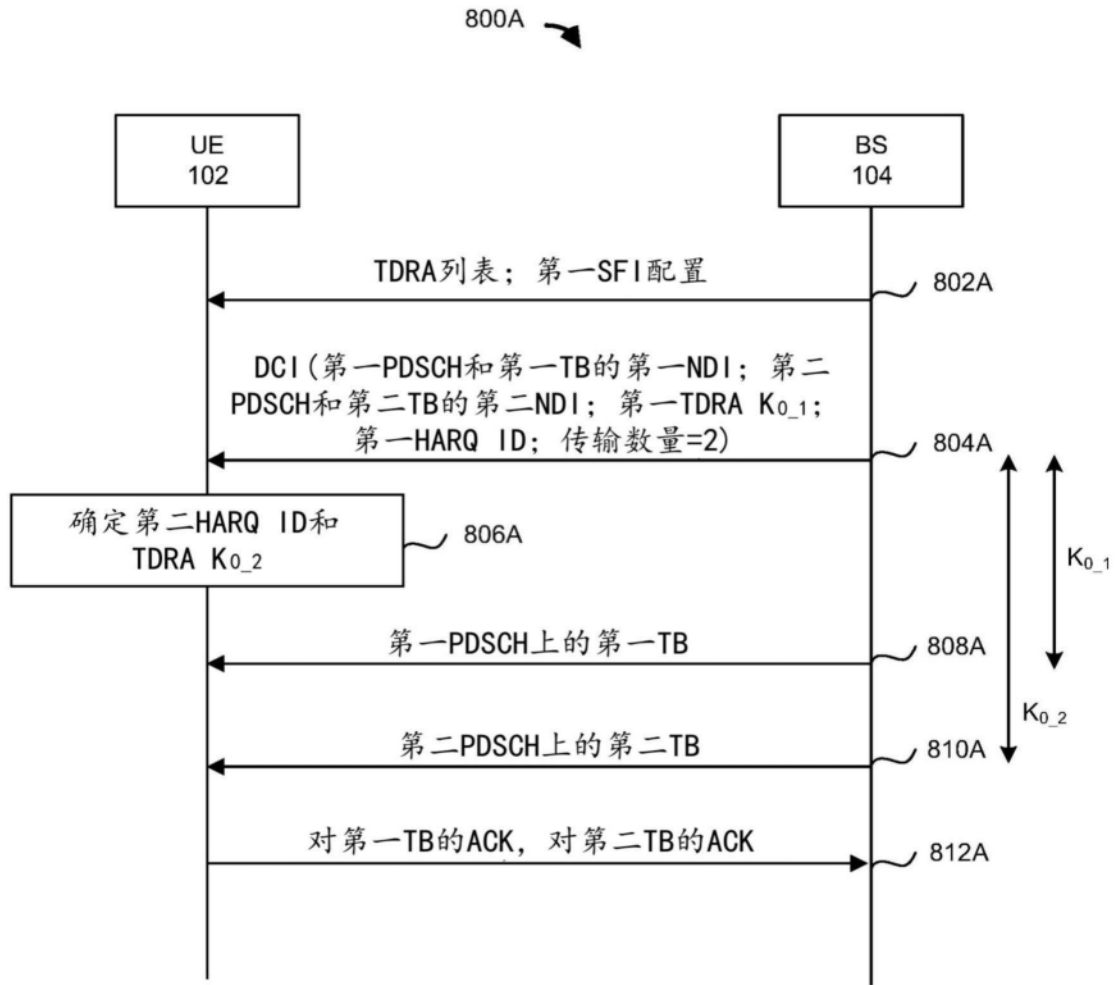 800A
UE
102
BS
104
TDRA列表；第一SFI配置
802A
DCI(第一PDSCH和第一TB的第一NDI；第二
PDSCH和第二TB的第二NDI；第一TDRA K0_1；
第一HARQ ID；传输数量=2)
804A
确定第二HARQ ID和
TDRA K0_2
806A
K0_1
第一PDSCH上的第一TB
808A
K0_2
第二PDSCH上的第二TB
810A
对第一TB的ACK，对第二TB的ACK
812A